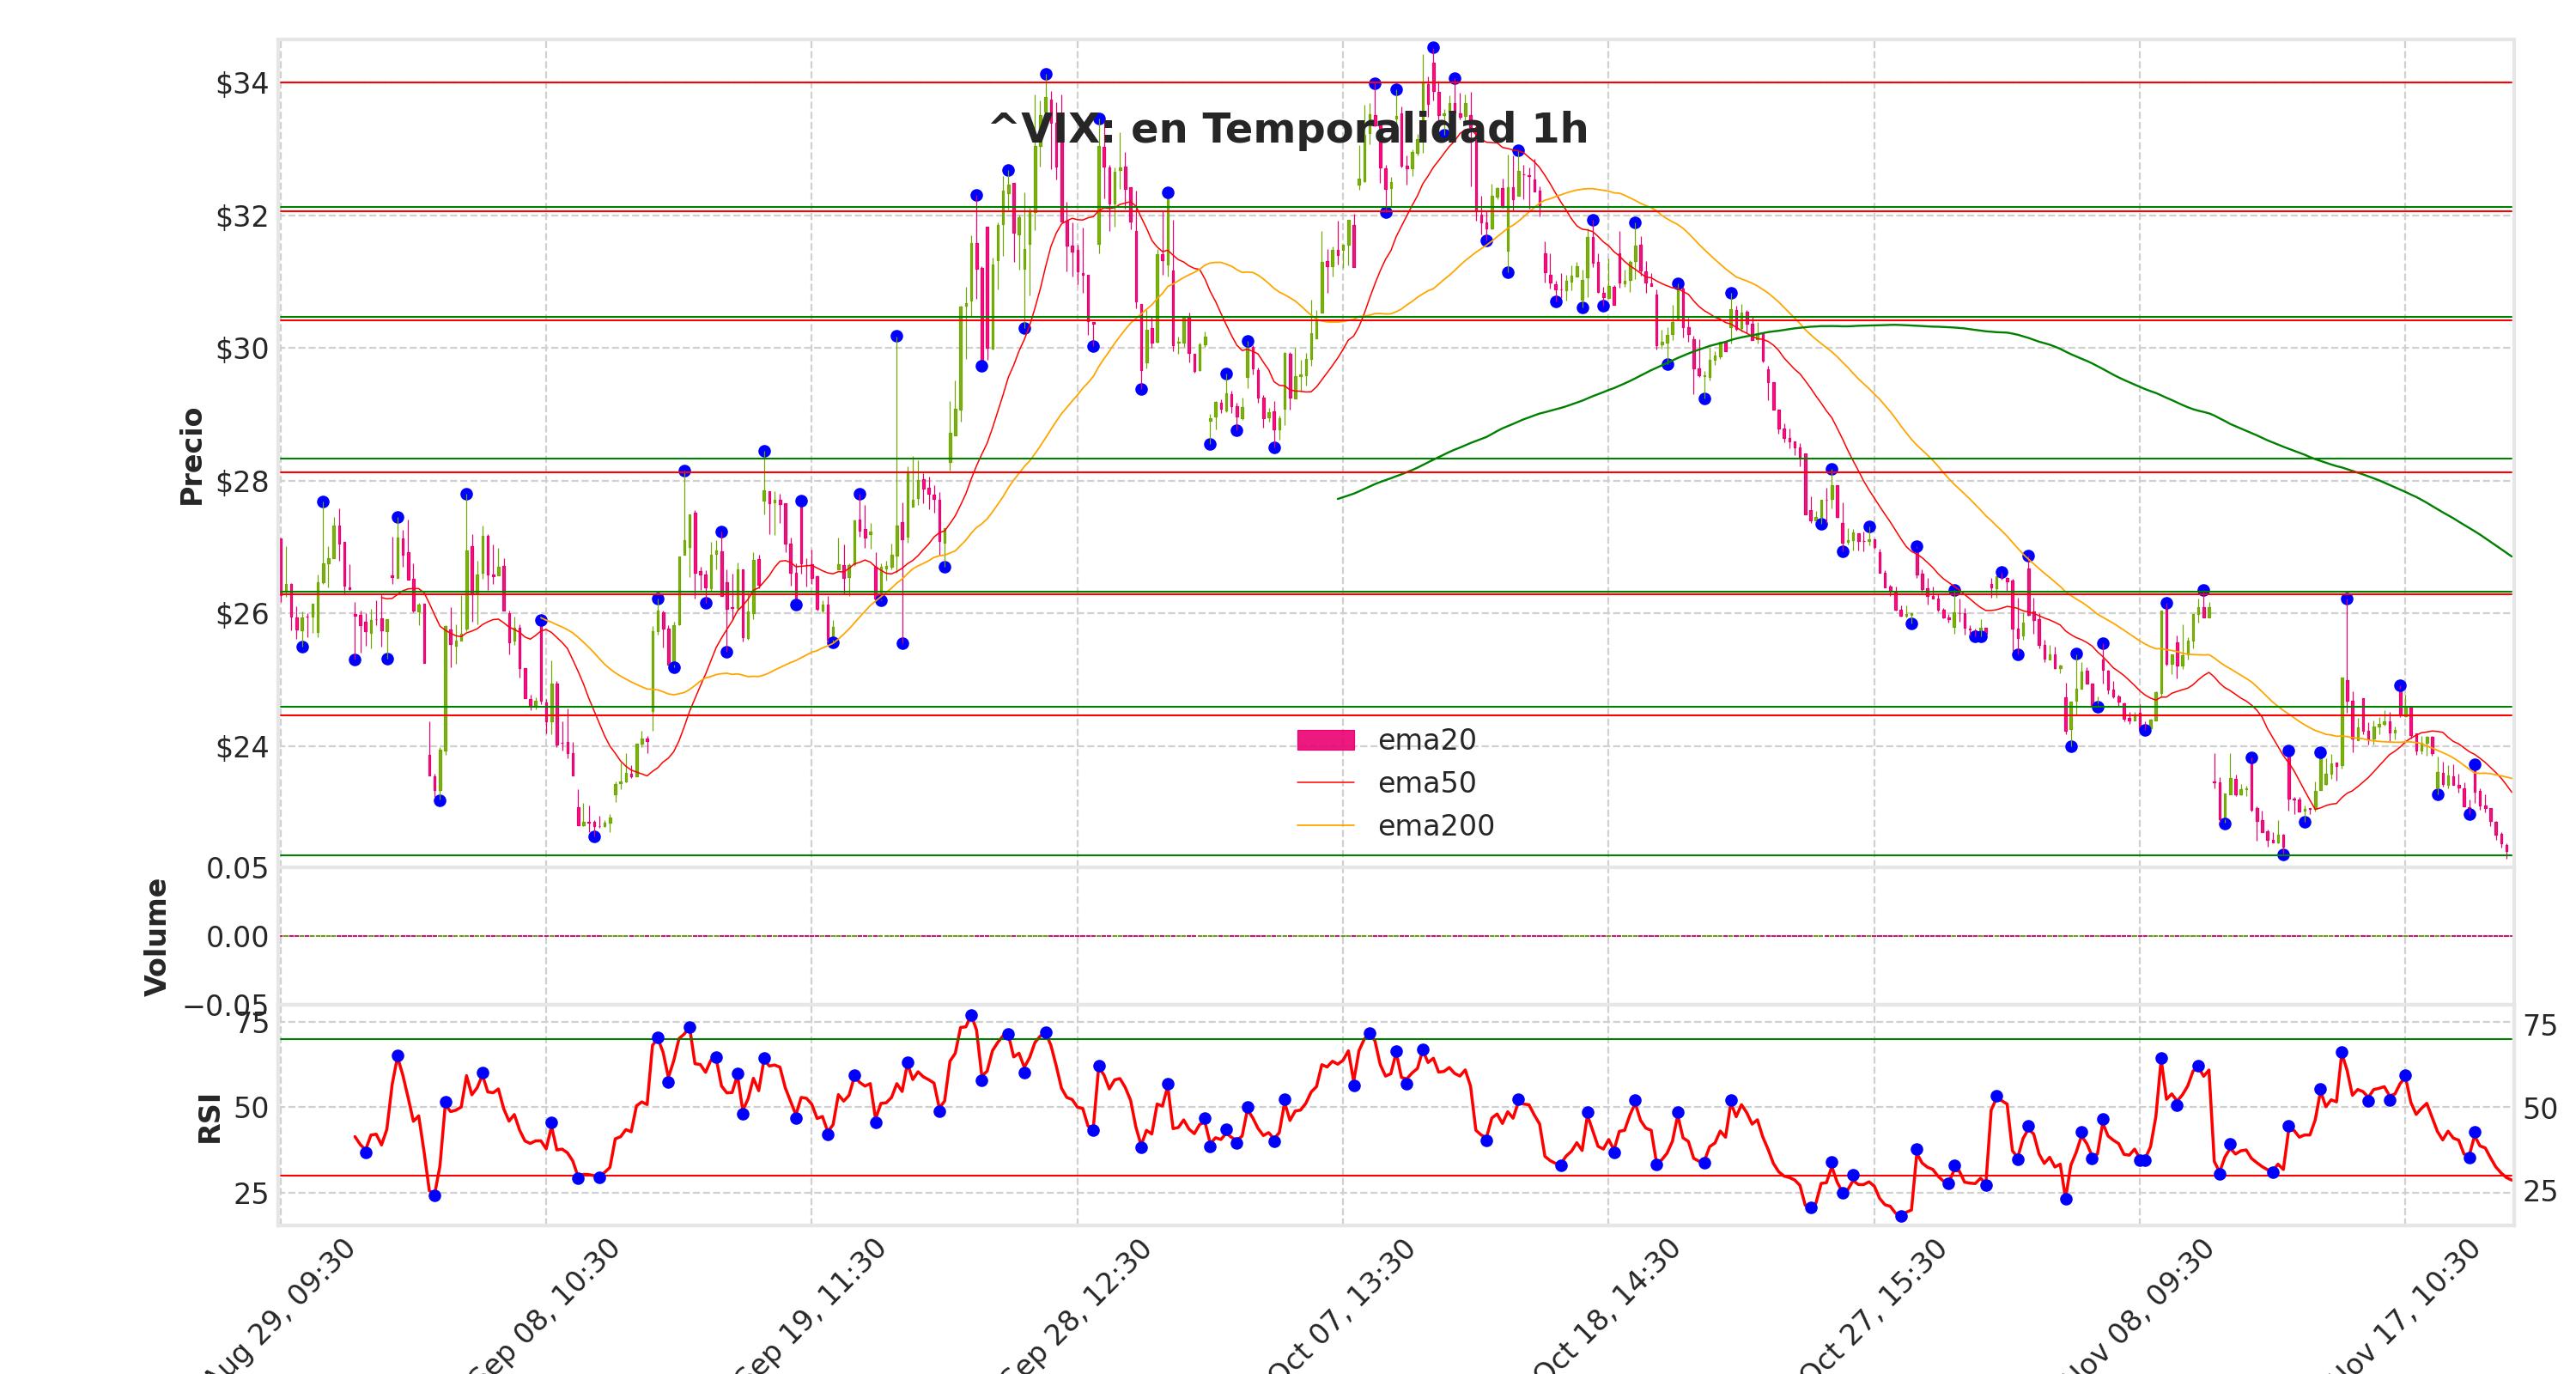 ^VIX: en Temporalidad 1h
Precio
$34
$32
$30
$28
$26
$24
ema20
ema50
ema200
Volume
0.05
0.00
−0.05
RSI
75
50
25
75
50
25
Aug 29, 09:30
Sep 08, 10:30
Sep 19, 11:30
Sep 28, 12:30
Oct 07, 13:30
Oct 18, 14:30
Oct 27, 15:30
Nov 08, 09:30
Nov 17, 10:30